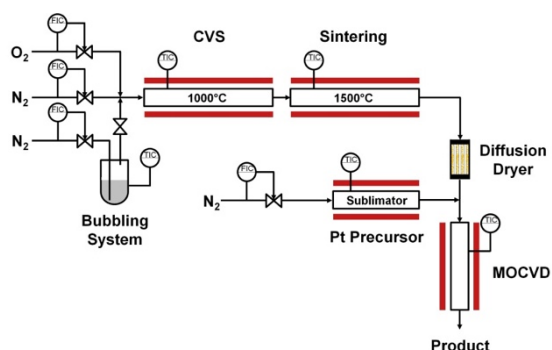 CVS
Sintering
FIC
O₂
TIC
TIC
FIC
N₂
1000°C
1500°C
FIC
N₂
TIC
Bubbling
System
Diffusion
Dryer
FIC
TIC
N₂
Sublimator
Pt Precursor
TIC
MOCVD
Product